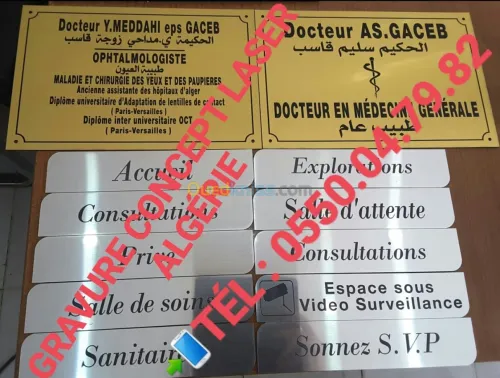 Docteur Y.MEDDAHI eps GACEB
الحكيمة ي.مداحي زوجة قاسب
OPHTALMOLOGISTE
طبيبة العيون
MALADIE ET CHIRURGIE DES YEUX ET DES PAUPIERES
Ancienne assistante des hôpitaux d'alger
Diplôme universitaire d'Adaptation de lentilles de contact
(Paris-Versailles)
Diplôme inter universitaire OCT
(Paris-Versailles)
Docteur AS.GACEB
الحكيم سليم قاسب
DOCTEUR EN MÉDECINE GÉNÉRALE
طبيب عام
Accueil
Consultations
Salle de soins
Sanitaire
Explorations
Salle d'attente
Consultations
Espace sous
Video Surveillance
Sonnez S.V.P
GRAVURE CONCEPT LASER
ALGÉRIE
TÉL : 0550.04.79.82